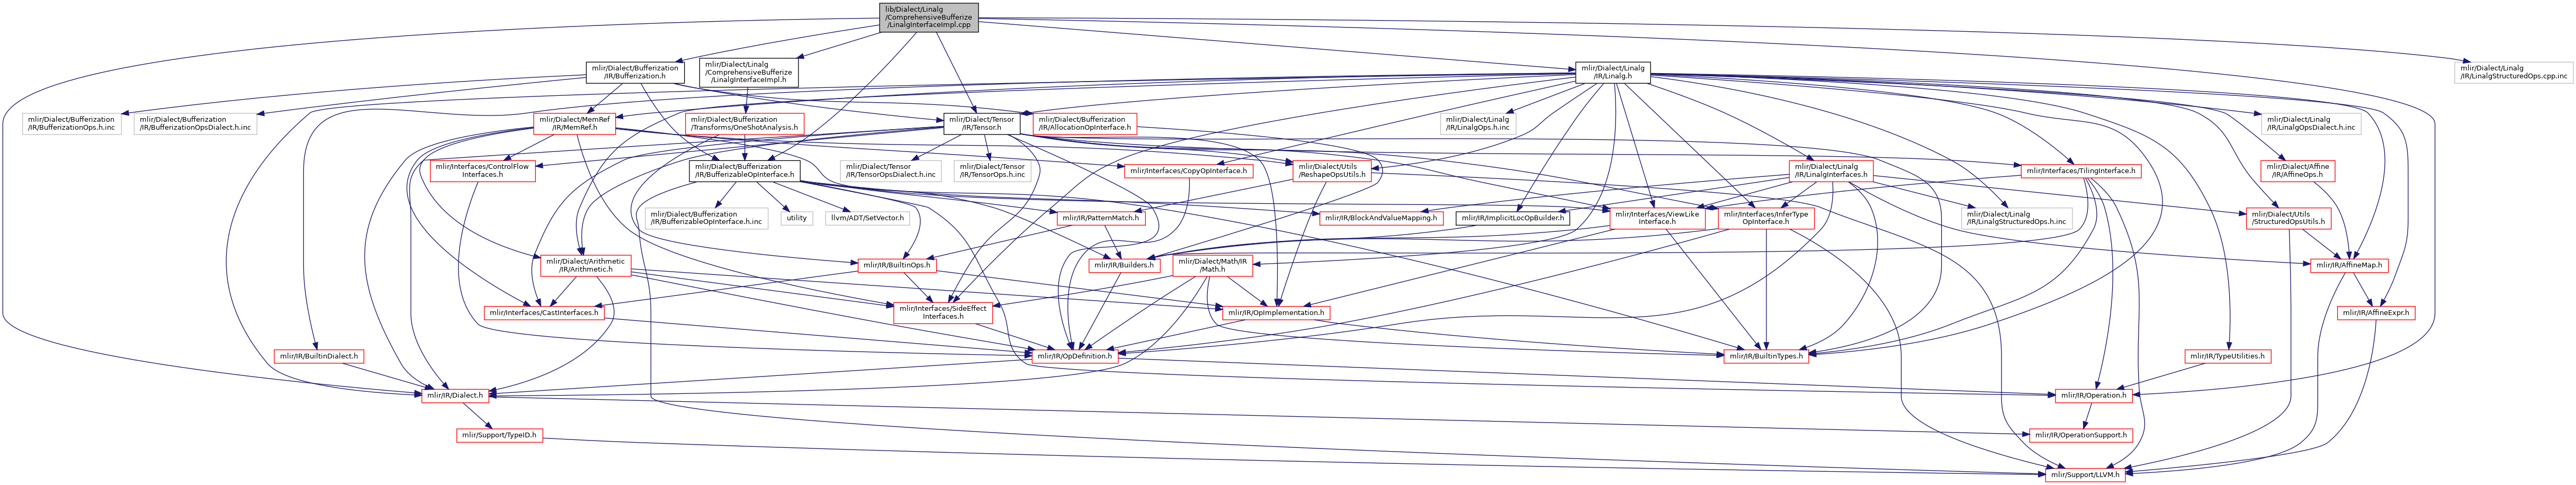 lib/Dialect/Linalg
/ComprehensiveBufferize
/LinalgInterfaceImpl.cpp
mlir/Dialect/Bufferization
/IR/Bufferization.h
mlir/Dialect/Linalg
/ComprehensiveBufferize
/LinalgInterfaceImpl.h
mlir/Dialect/Linalg
/IR/Linalg.h
mlir/Dialect/Linalg
/IR/LinalgStructuredOps.cpp.inc
mlir/Dialect/Bufferization
/IR/BufferizationOps.h.inc
mlir/Dialect/Bufferization
/IR/BufferizationOpsDialect.h.inc
mlir/Dialect/MemRef
/IR/MemRef.h
mlir/Dialect/Bufferization
/Transforms/OneShotAnalysis.h
mlir/Dialect/Tensor
/IR/Tensor.h
mlir/Dialect/Bufferization
/IR/AllocationOpInterface.h
mlir/Dialect/Linalg
/IR/LinalgOps.h.inc
mlir/Dialect/Linalg
/IR/LinalgOpsDialect.h.inc
mlir/Interfaces/ControlFlow
Interfaces.h
mlir/Dialect/Bufferization
/IR/BufferizableOpInterface.h
mlir/Dialect/Tensor
/IR/TensorOpsDialect.h.inc
mlir/Dialect/Tensor
/IR/TensorOps.h.inc
mlir/Interfaces/CopyOpInterface.h
mlir/Dialect/Utils
/ReshapeOpsUtils.h
mlir/Dialect/Linalg
/IR/LinalgInterfaces.h
mlir/Interfaces/TilingInterface.h
mlir/Dialect/Affine
/IR/AffineOps.h
mlir/Dialect/Bufferization
/IR/BufferizableOpInterface.h.inc
utility
llvm/ADT/SetVector.h
mlir/IR/PatternMatch.h
mlir/IR/BlockAndValueMapping.h
mlir/IR/ImplicitLocOpBuilder.h
mlir/Interfaces/ViewLike
Interface.h
mlir/Interfaces/InferType
OpInterface.h
mlir/Dialect/Linalg
/IR/LinalgStructuredOps.h.inc
mlir/Dialect/Utils
/StructuredOpsUtils.h
mlir/Dialect/Arithmetic
/IR/Arithmetic.h
mlir/IR/BuiltinOps.h
mlir/IR/Builders.h
mlir/Dialect/Math/IR
/Math.h
mlir/IR/AffineMap.h
mlir/Interfaces/CastInterfaces.h
mlir/Interfaces/SideEffect
Interfaces.h
mlir/IR/OpImplementation.h
mlir/IR/AffineExpr.h
mlir/IR/BuiltinDialect.h
mlir/IR/OpDefinition.h
mlir/IR/BuiltinTypes.h
mlir/IR/TypeUtilities.h
mlir/IR/Dialect.h
mlir/IR/Operation.h
mlir/Support/TypeID.h
mlir/IR/OperationSupport.h
mlir/Support/LLVM.h